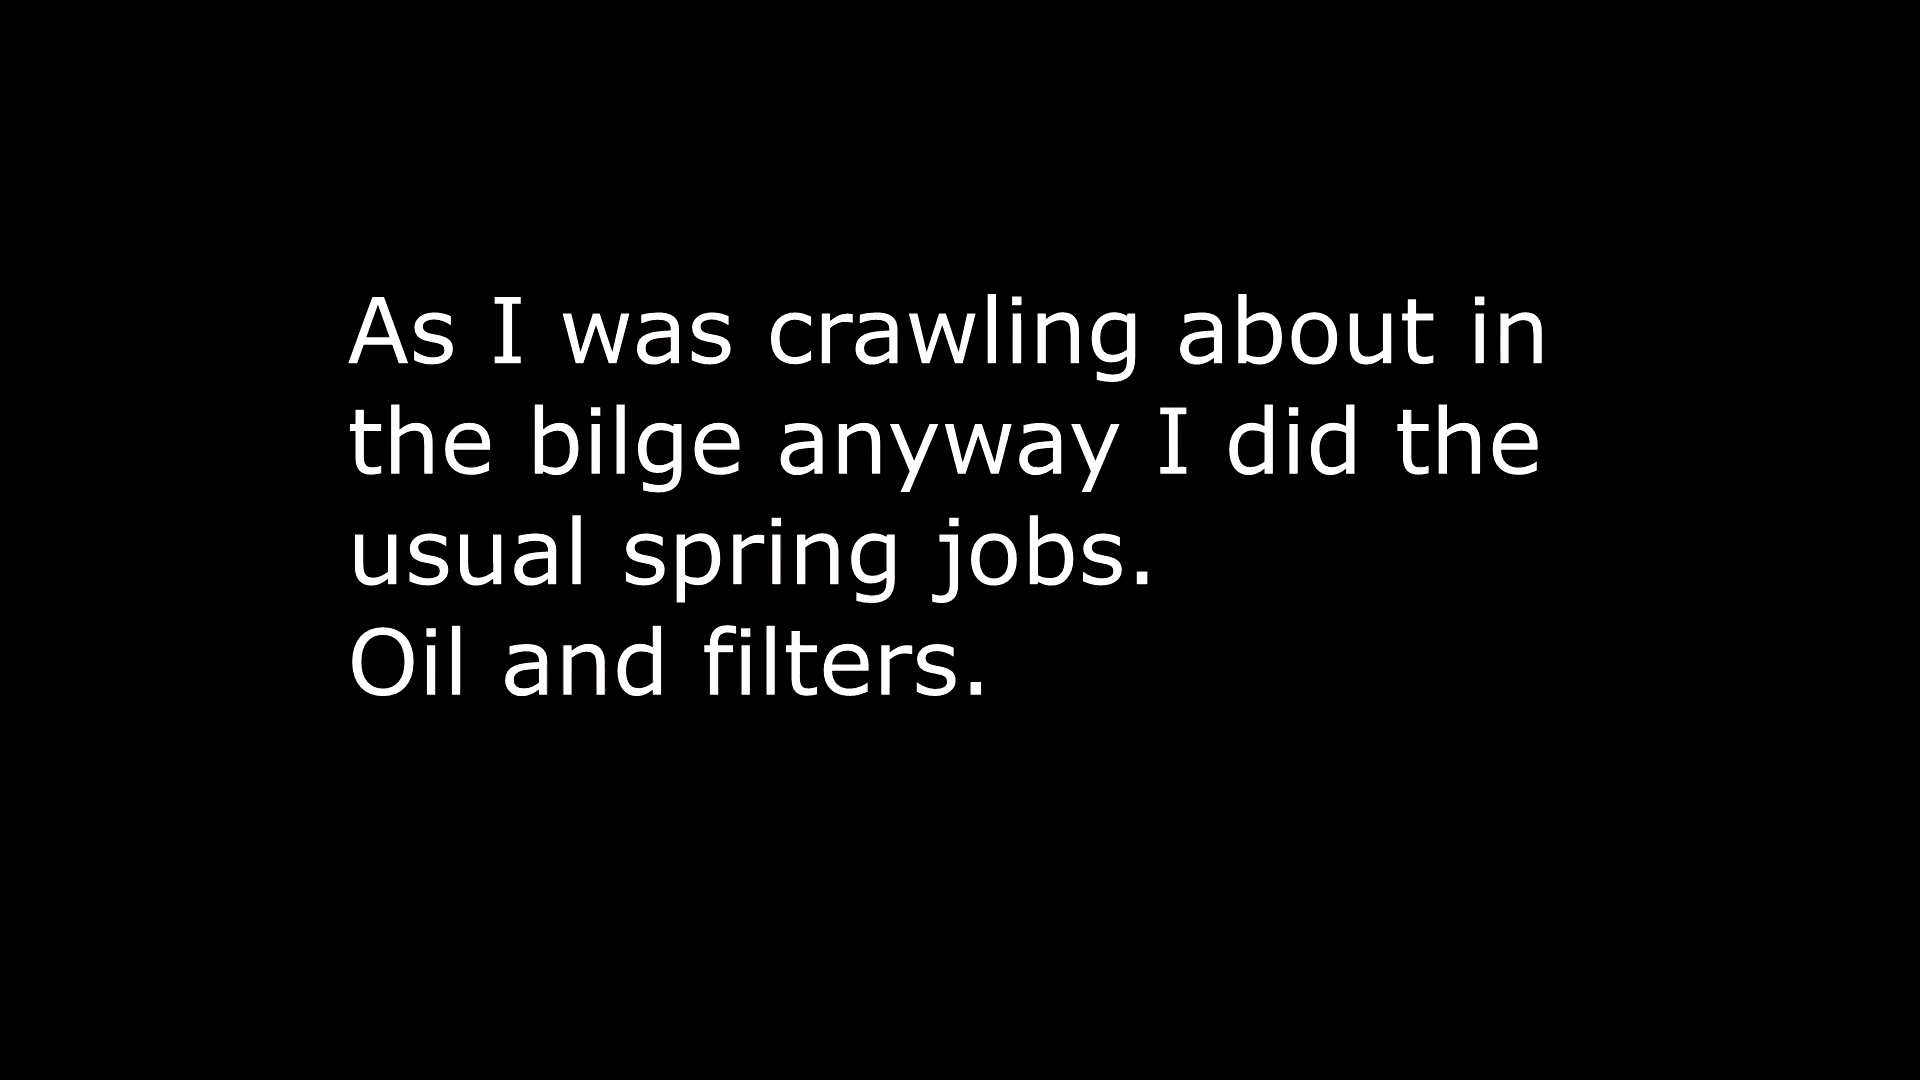 As I was crawling about in
the bilge anyway I did the
usual spring jobs.
Oil and filters.